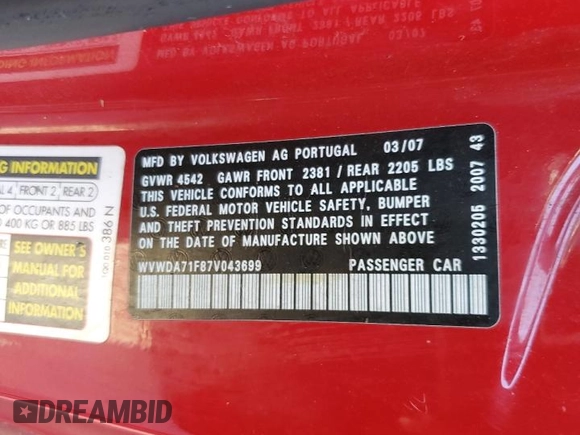 MFD BY VOLKSWAGEN AG PORTUGAL 03/07
GVWR 4542 GAWR FRONT 2381 / REAR 2205 LBS
THIS VEHICLE CONFORMS TO ALL APPLICABLE
U.S. FEDERAL MOTOR VEHICLE SAFETY, BUMPER
AND THEFT PREVENTION STANDARDS IN EFFECT
ON THE DATE OF MANUFACTURE SHOWN ABOVE
WVWDA71F87V043699 PASSENGER CAR
1330205 2007 43
G INFORMATION
AL 4 FRONT 2 REAR 2
OF OCCUPANTS AND
400 KG OR 885 LBS
SEE OWNER'S
MANUAL FOR
ADDITIONAL
INFORMATION
386 N
DREAMBID